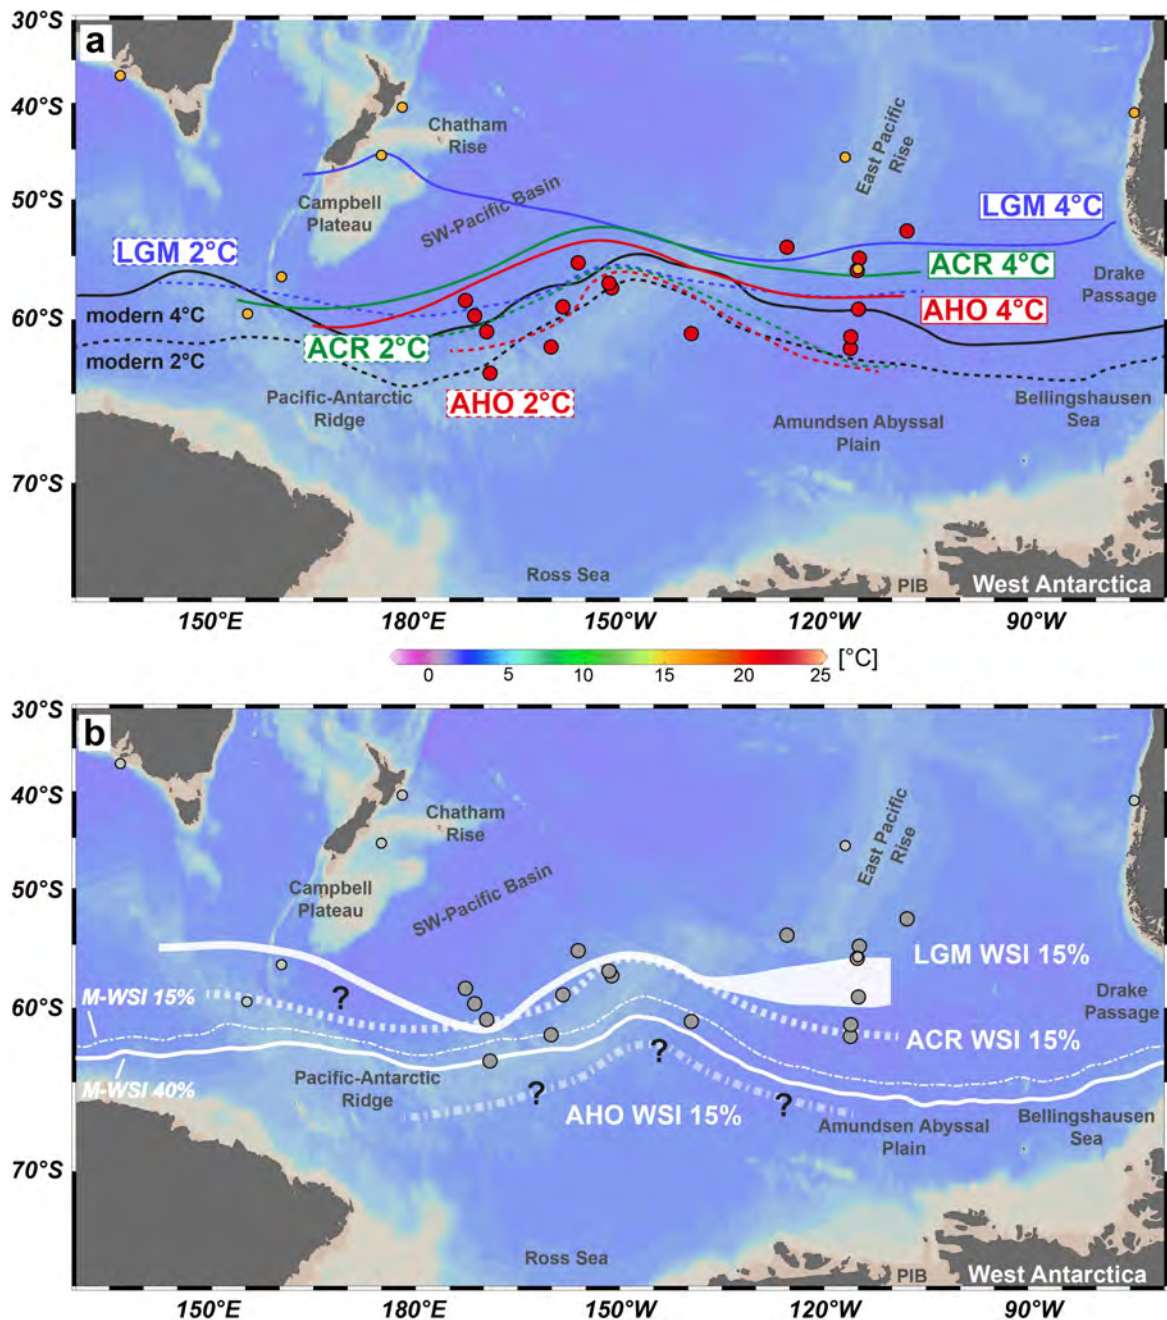 a
30°S
40°S
50°S
60°S
70°S
Chatham
Rise
East Pacific
Rise
Campbell
Plateau
SW-Pacific Basin
LGM 4°C
LGM 2°C
ACR 4°C
Drake
Passage
modern 4°C
AHO 4°C
ACR 2°C
modern 2°C
AHO 2°C
Pacific-Antarctic
Ridge
Amundsen Abyssal
Plain
Bellingshausen
Sea
Ross Sea
PIB
West Antarctica
150°E
180°E
150°W
120°W
90°W
0
5
10
15
20
25
[°C]
b
30°S
40°S
50°S
60°S
70°S
Chatham
Rise
East Pacific
Rise
Campbell
Plateau
SW-Pacific Basin
LGM WSI 15%
M-WSI 15%
?
Drake
Passage
ACR WSI 15%
M-WSI 40%
?
?
?
Pacific-Antarctic
Ridge
AHO WSI 15%
Amundsen Abyssal
Plain
Bellingshausen
Sea
Ross Sea
PIB
West Antarctica
150°E
180°E
150°W
120°W
90°W